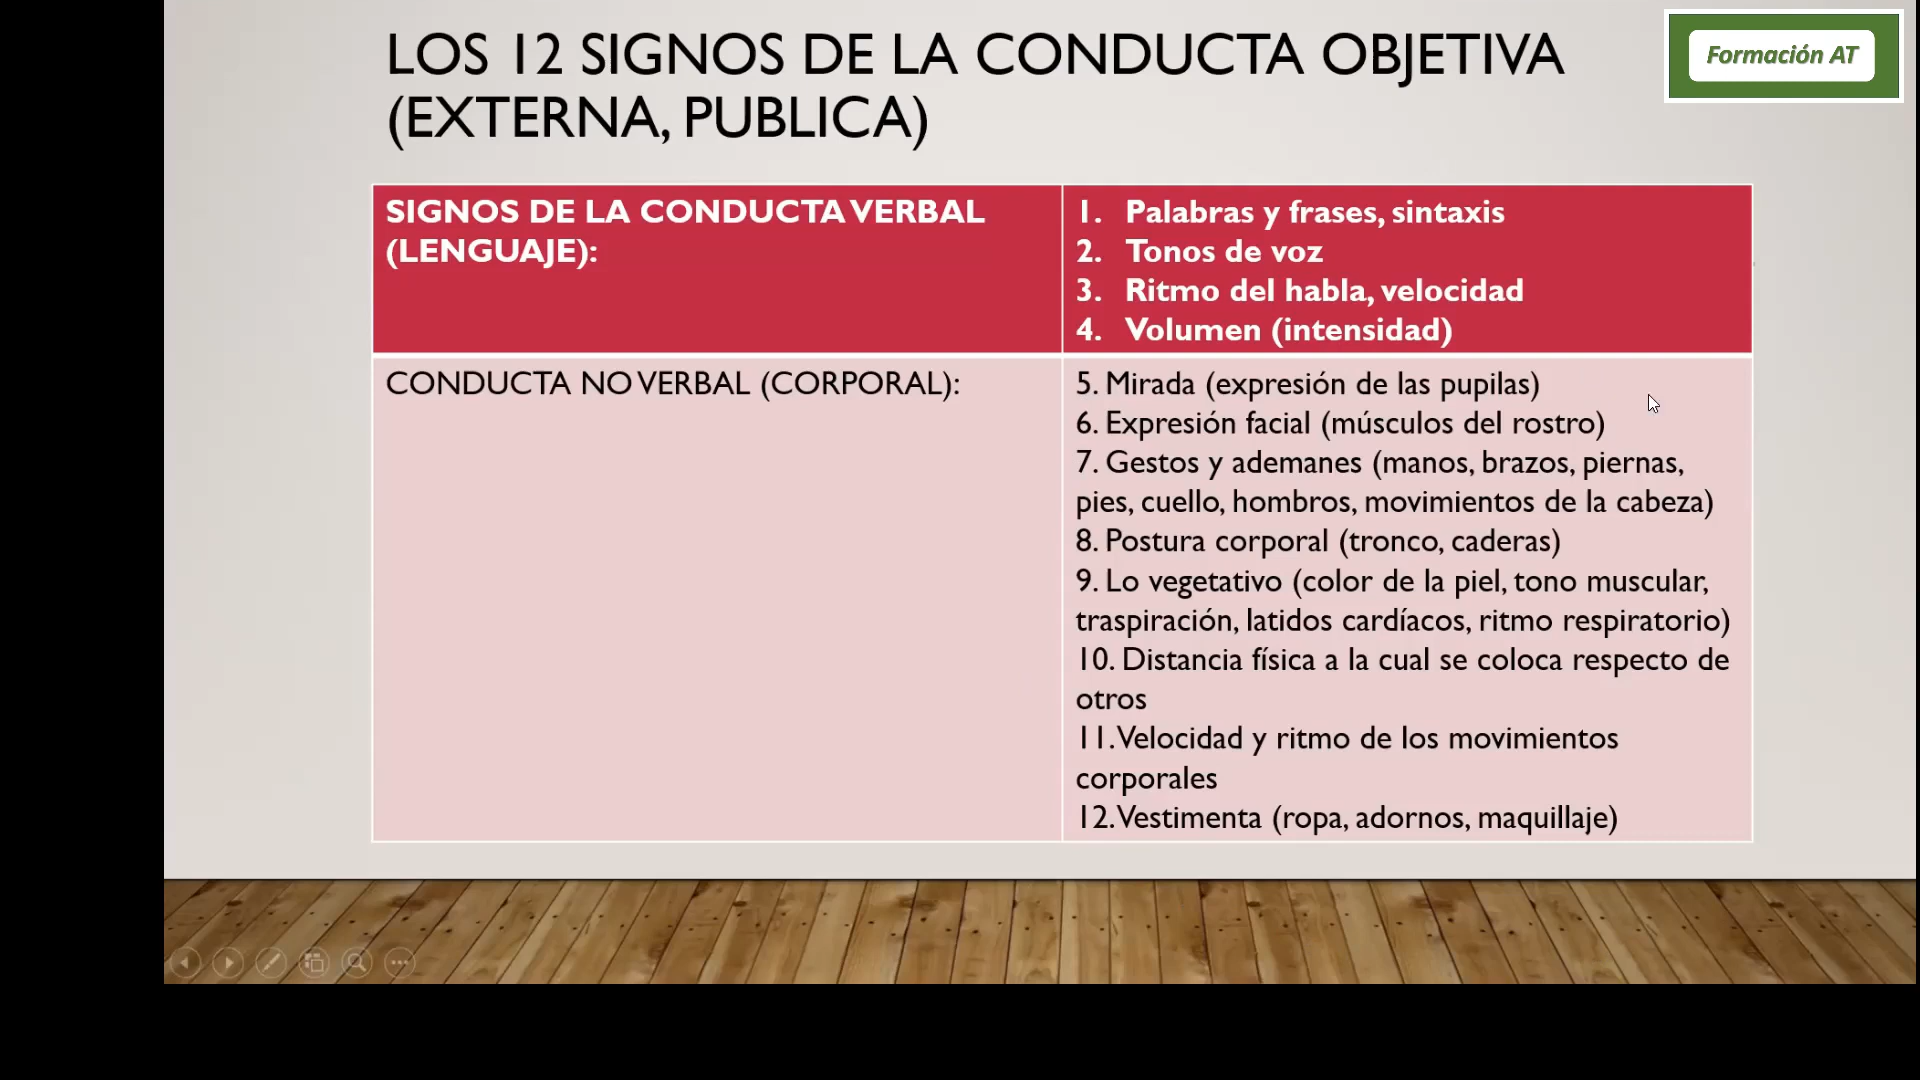 LOS 12 SIGNOS DE LA CONDUCTA OBJETIVA
(EXTERNA, PUBLICA)
Formación AT
SIGNOS DE LA CONDUCTA VERBAL
(LENGUAJE):
1. Palabras y frases, sintaxis
2. Tonos de voz
3. Ritmo del habla, velocidad
4. Volumen (intensidad)
CONDUCTA NO VERBAL (CORPORAL):
5. Mirada (expresión de las pupilas)
6. Expresión facial (músculos del rostro)
7. Gestos y ademanes (manos, brazos, piernas,
pies, cuello, hombros, movimientos de la cabeza)
8. Postura corporal (tronco, caderas)
9. Lo vegetativo (color de la piel, tono muscular,
traspiración, latidos cardíacos, ritmo respiratorio)
10. Distancia física a la cual se coloca respecto de
otros
11. Velocidad y ritmo de los movimientos
corporales
12. Vestimenta (ropa, adornos, maquillaje)